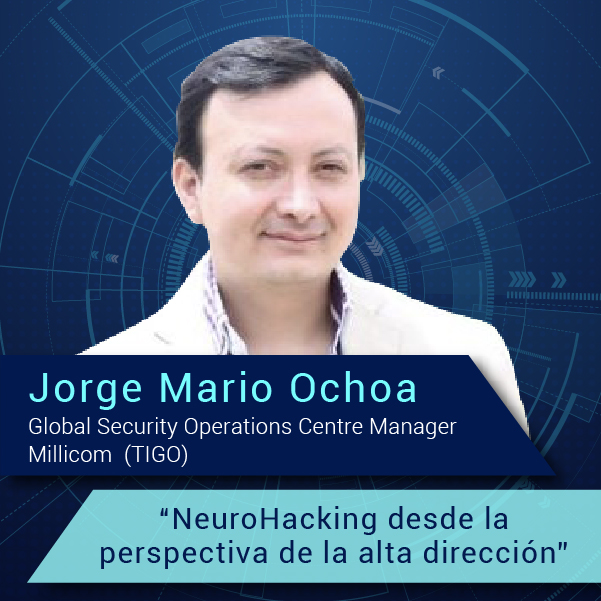 Jorge Mario Ochoa
Global Security Operations Centre Manager
Millicom (TIGO)
“NeuroHacking desde la
perspectiva de la alta dirección”